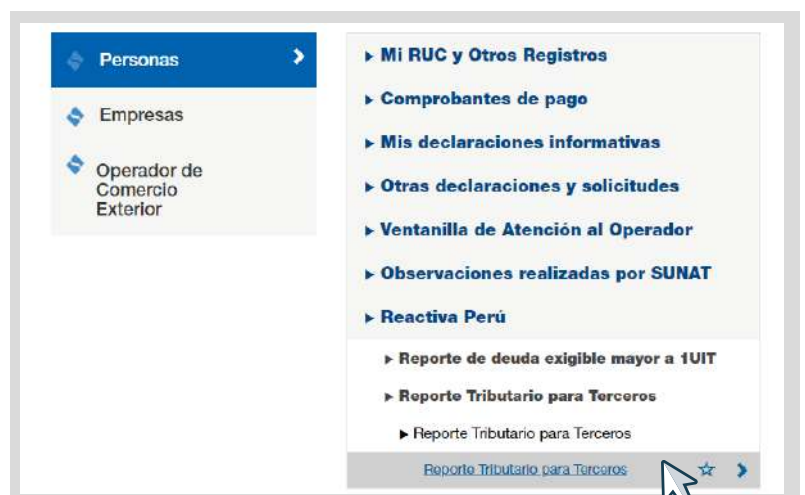 Personas
Empresas
Operador de
Comercio
Exterior
Mi RUC y Otros Registros
Comprobantes de pago
Mis declaraciones informativas
Otras declaraciones y solicitudes
Ventanilla de Atención al Operador
Observaciones realizadas por SUNAT
Reactiva Perú
Reporte de deuda exigible mayor a 1UIT
Reporte Tributario para Terceros
Reporte Tributario para Terceros
Reporte Tributario para Terceros